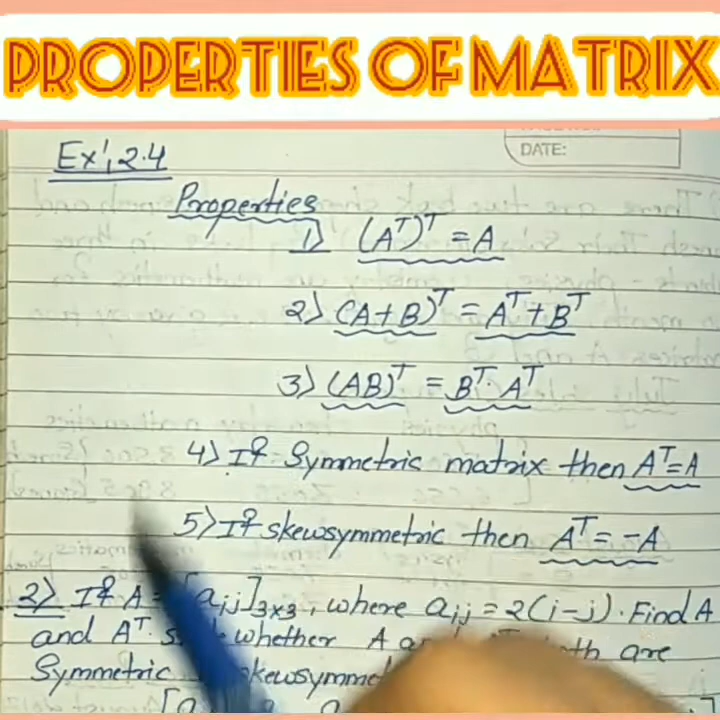 PROPERTIES OF MATRIX
DATE:
Ex', 2.4
Properties
1) (Aᵀ)ᵀ = A
2) (A+B)ᵀ = Aᵀ + Bᵀ
3) (AB)ᵀ = Bᵀ· Aᵀ
4) If Symmetric matrix then Aᵀ = A
5) If skewsymmetric then Aᵀ = -A
2) If A = [aij]3×3, where aij = 2(i-j). Find A
and Aᵀ. whether A are
Symmetric